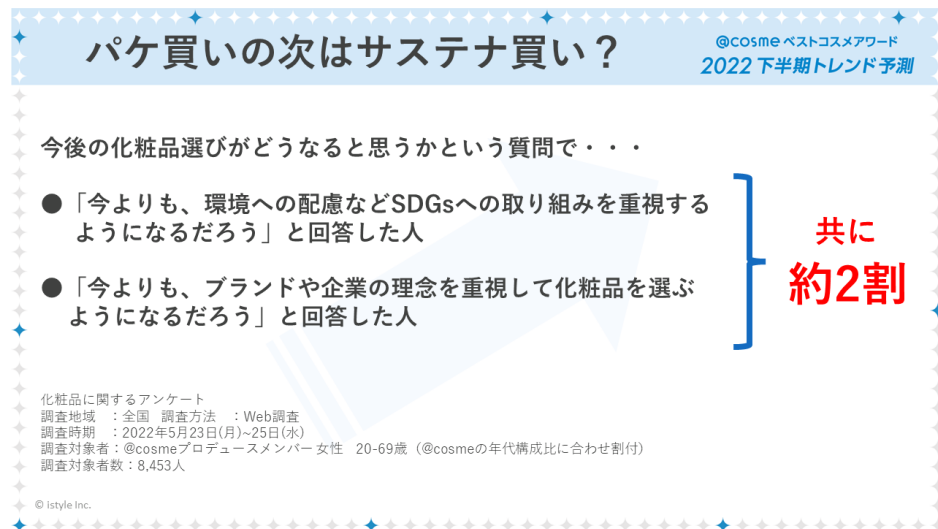 パケ買いの次はサステナ買い？
@cosme ベストコスメアワード
2022 下半期トレンド予測
今後の化粧品選びがどうなると思うかという質問で・・・
●「今よりも、環境への配慮などSDGsへの取り組みを重視する
ようになるだろう」と回答した人
●「今よりも、ブランドや企業の理念を重視して化粧品を選ぶ
ようになるだろう」と回答した人
共に
約2割
化粧品に関するアンケート
調査地域　：全国　調査方法　：Web調査
調査時期　：2022年5月23日(月)~25日(水)
調査対象者：@cosmeプロデュースメンバー 女性　20-69歳（@cosmeの年代構成比に合わせ割付）
調査対象者数：8,453人
© istyle Inc.